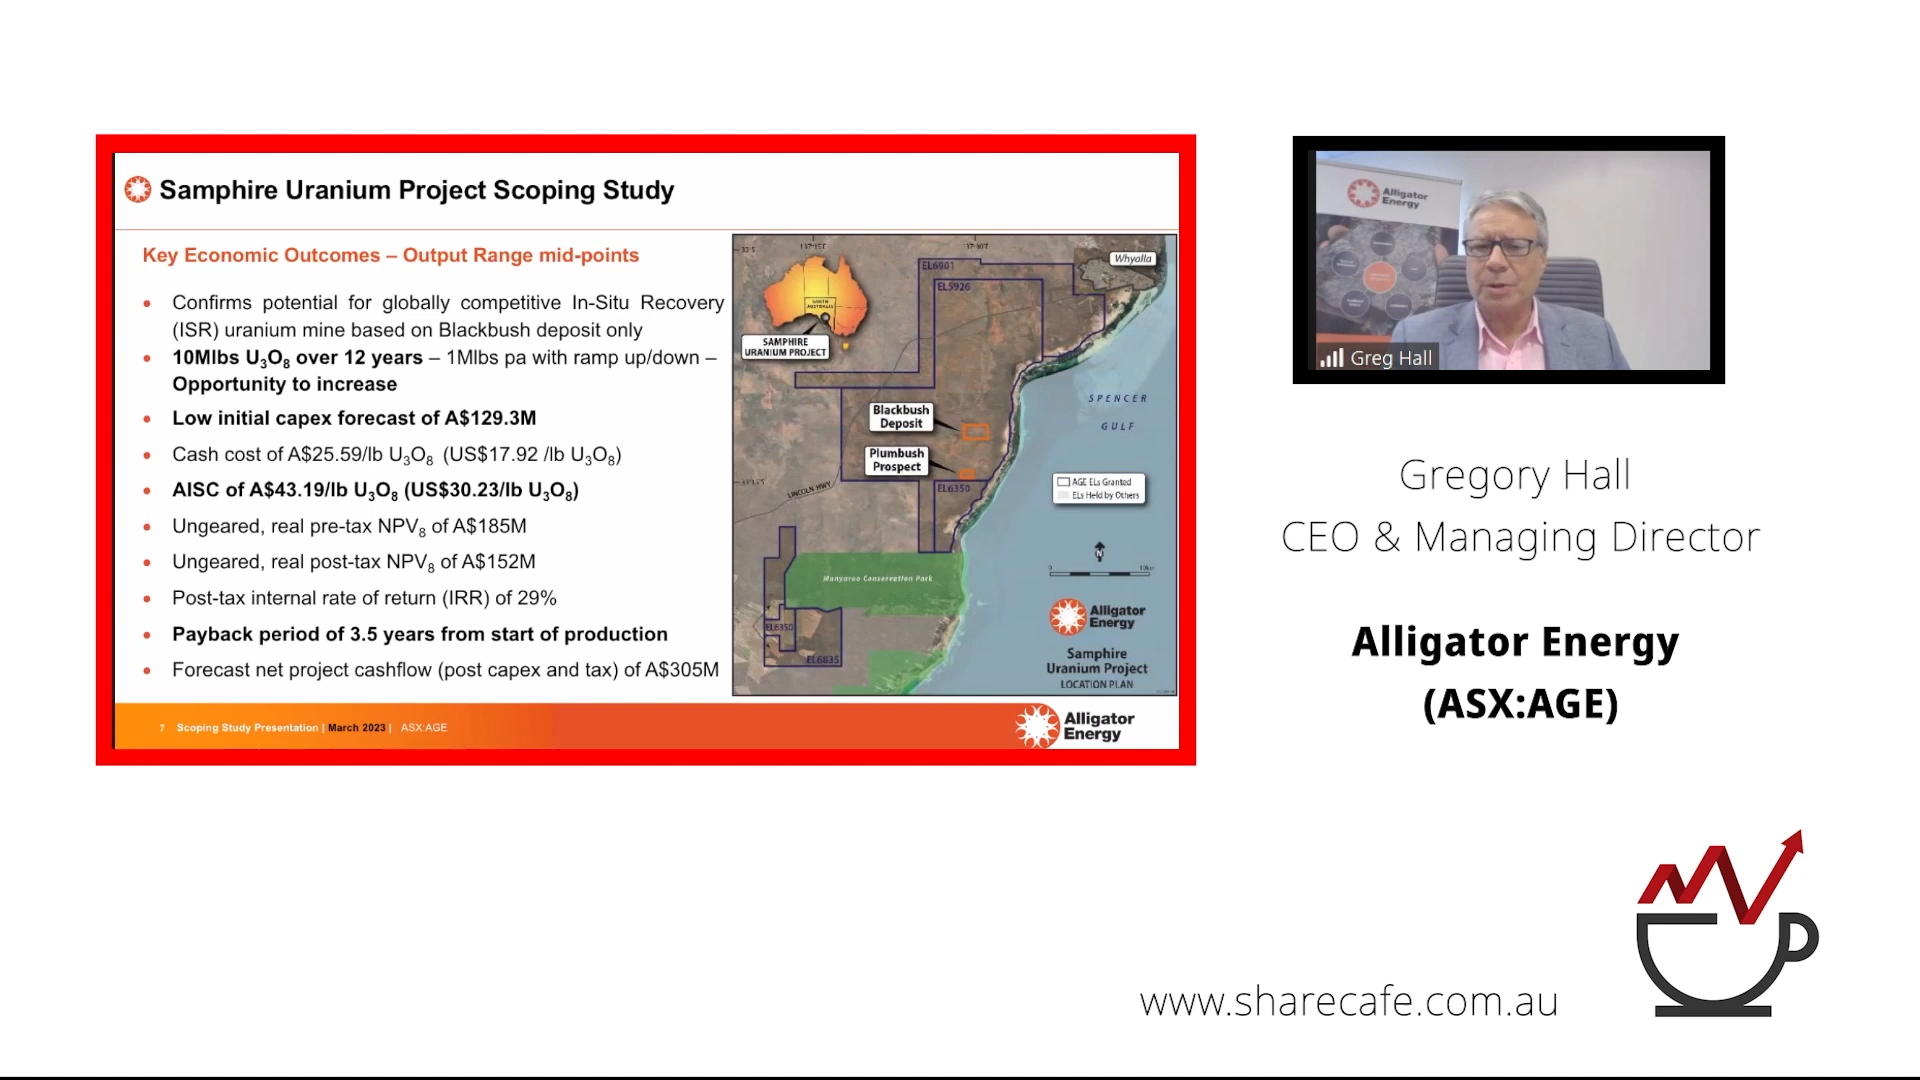 Samphire Uranium Project Scoping Study
Key Economic Outcomes – Output Range mid-points
• Confirms potential for globally competitive In-Situ Recovery
(ISR) uranium mine based on Blackbush deposit only
• 10Mlbs U₃O₈ over 12 years – 1Mlbs pa with ramp up/down –
Opportunity to increase
• Low initial capex forecast of A$129.3M
• Cash cost of A$25.59/lb U₃O₈ (US$17.92 /lb U₃O₈)
• AISC of A$43.19/lb U₃O₈ (US$30.23/lb U₃O₈)
• Ungeared, real pre-tax NPV₈ of A$185M
• Ungeared, real post-tax NPV₈ of A$152M
• Post-tax internal rate of return (IRR) of 29%
• Payback period of 3.5 years from start of production
• Forecast net project cashflow (post capex and tax) of A$305M
Whyalla
EL6901
EL5926
SOUTH
AUSTRALIA
SAMPHIRE
URANIUM PROJECT
SPENCER
GULF
Blackbush
Deposit
Plumbush
Prospect
LINCOLN HWY
EL6350
AGE ELs Granted
ELs Held by Others
N
0 10km
Munyaroo Conservation Park
EL6350
EL6835
Alligator
Energy
Samphire
Uranium Project
LOCATION PLAN
7 Scoping Study Presentation | March 2023 | ASX:AGE
Alligator
Energy
Alligator
Energy
Greg Hall
Gregory Hall
CEO & Managing Director
Alligator Energy
(ASX:AGE)
www.sharecafe.com.au